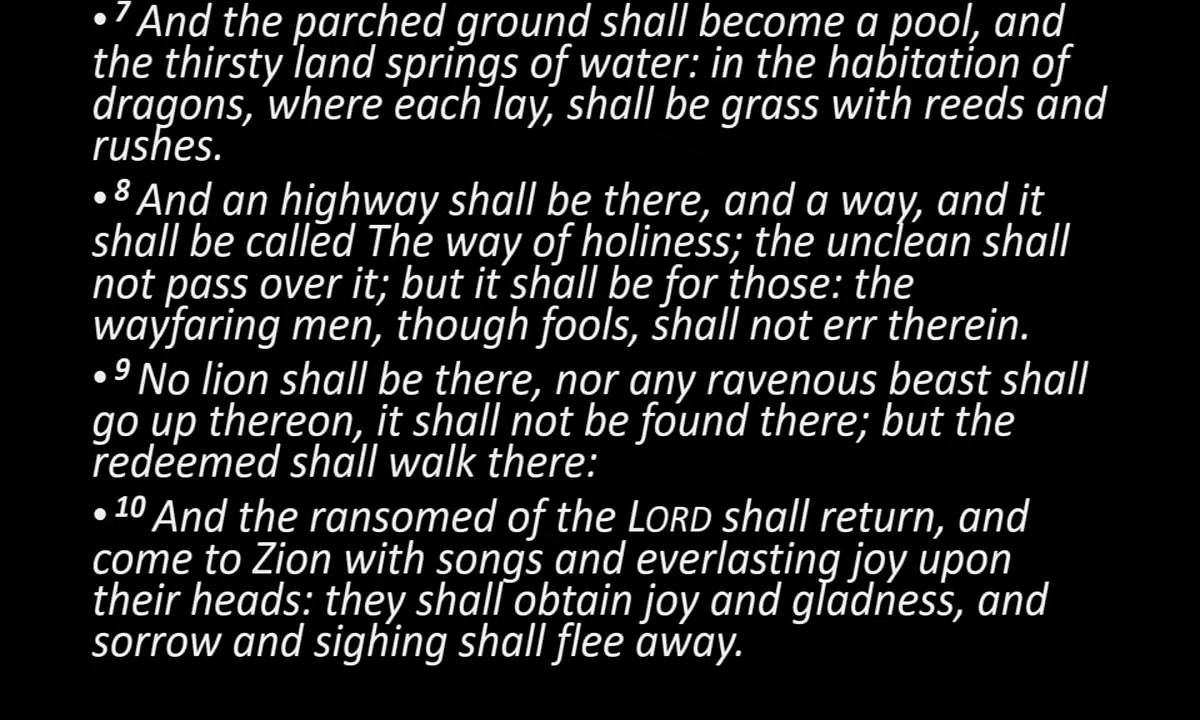 •7 And the parched ground shall become a pool, and
the thirsty land springs of water: in the habitation of
dragons, where each lay, shall be grass with reeds and
rushes.
•8 And an highway shall be there, and a way, and it
shall be called The way of holiness; the unclean shall
not pass over it; but it shall be for those: the
wayfaring men, though fools, shall not err therein.
•9 No lion shall be there, nor any ravenous beast shall
go up thereon, it shall not be found there; but the
redeemed shall walk there:
•10 And the ransomed of the LORD shall return, and
come to Zion with songs and everlasting joy upon
their heads: they shall obtain joy and gladness, and
sorrow and sighing shall flee away.